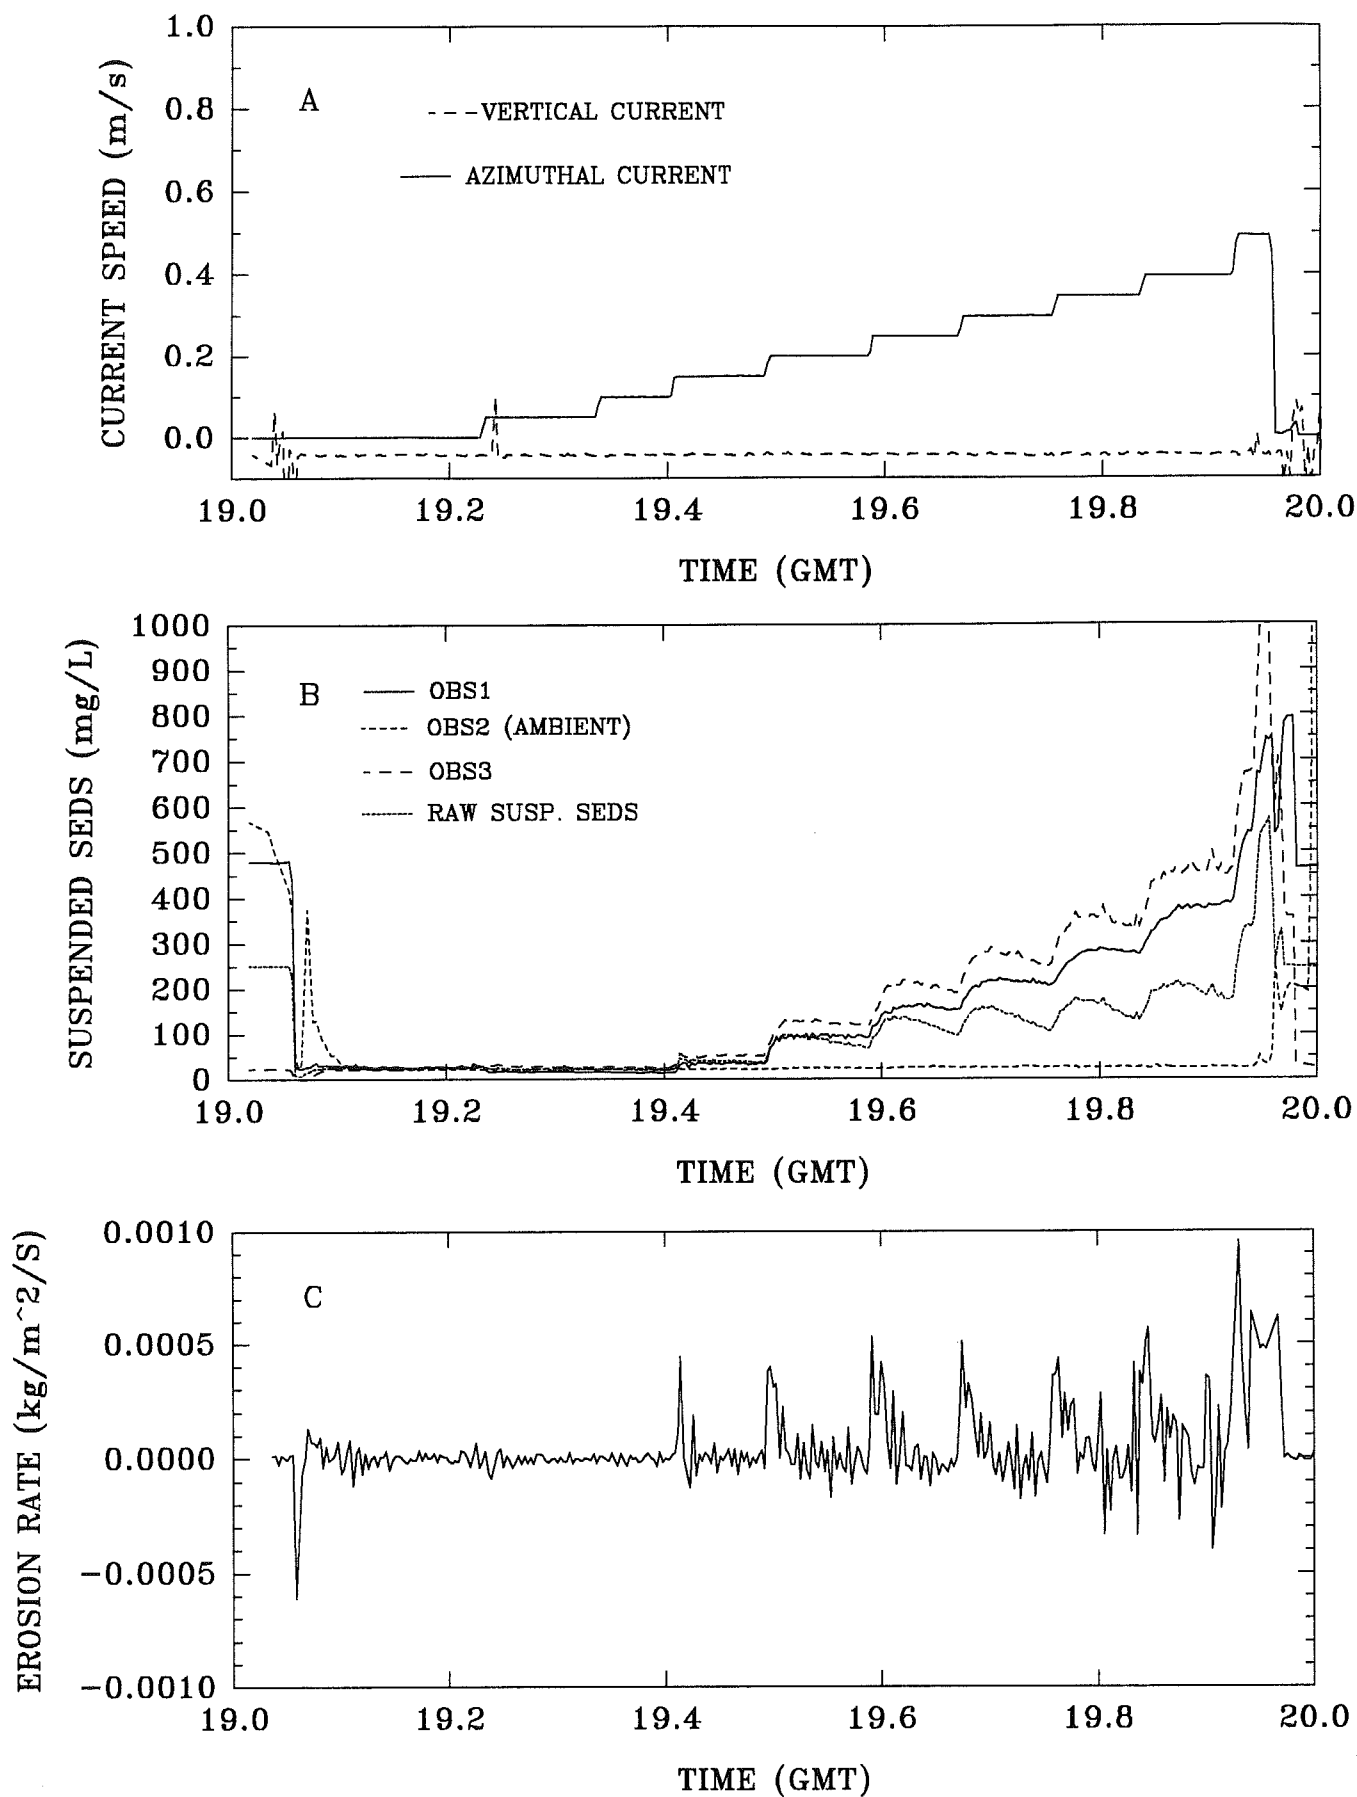 1.0
0.8
0.6
0.4
0.2
0.0
CURRENT SPEED (m/s)
A
---VERTICAL CURRENT
AZIMUTHAL CURRENT
19.0 19.2 19.4 19.6 19.8 20.0
TIME (GMT)
1000
900
800
700
600
500
400
300
200
100
0
SUSPENDED SEDS (mg/L)
B
OBS1
OBS2 (AMBIENT)
OBS3
RAW SUSP. SEDS
19.0 19.2 19.4 19.6 19.8 20.0
TIME (GMT)
0.0010
0.0005
0.0000
-0.0005
-0.0010
EROSION RATE (kg/m^2/S)
C
19.0 19.2 19.4 19.6 19.8 20.0
TIME (GMT)